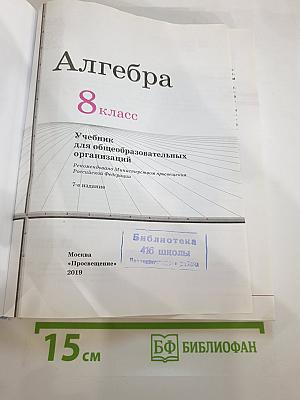 Алгебра
8 класс
Учебник
для общеобразовательных
организаций
Рекомендовано Министерством просвещения
Российской Федерации
7-е издание
Библиотека
416 школы
Москва
«Просвещение»
2019
15 см
БФ БИБЛИОФАН